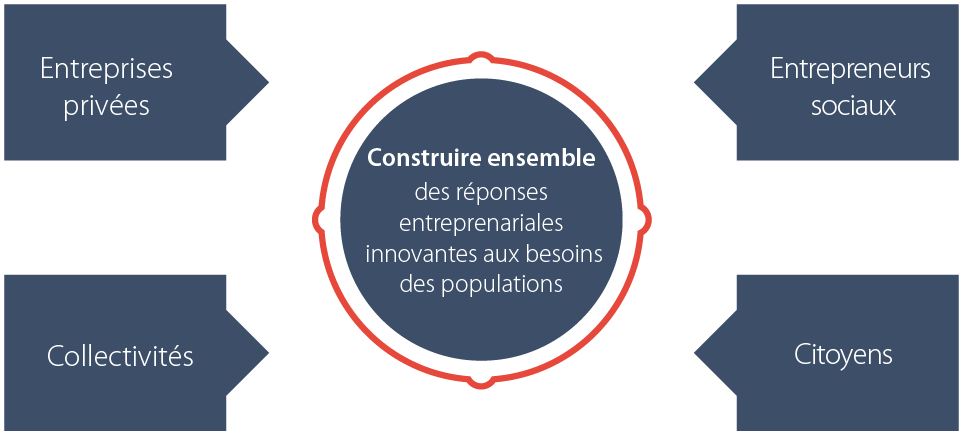 Entreprises
privées
Entrepreneurs
sociaux
Construire ensemble
des réponses
entreprenariales
innovantes aux besoins
des populations
Collectivités
Citoyens